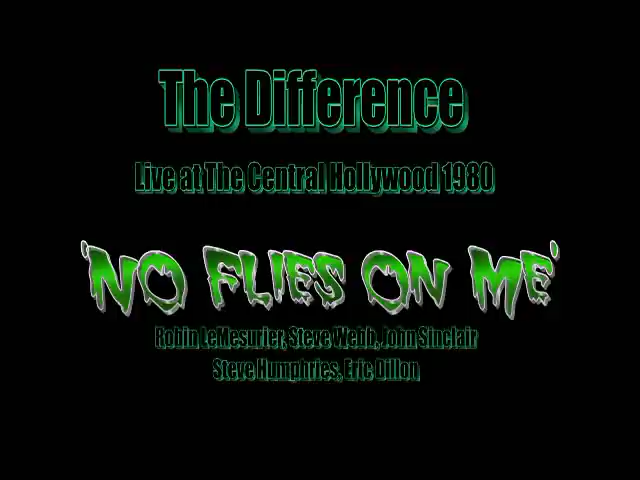 The Difference
Live at The Central Hollywood 1980
'NO FLIES ON ME'
Robin LeMesurier, Steve Webb, John Sinclair
Steve Humphries, Eric Dillon